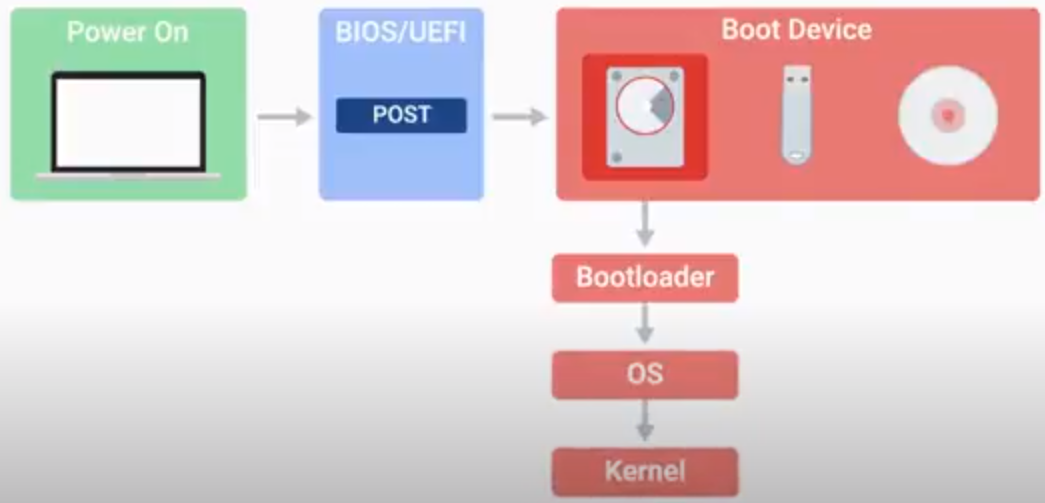 Power On
BIOS/UEFI
POST
Boot Device
Bootloader
OS
Kernel